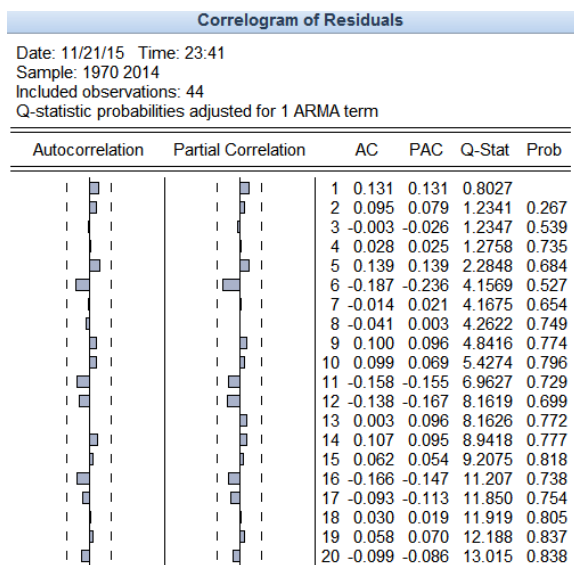 Correlogram of Residuals
Date: 11/21/15 Time: 23:41
Sample: 1970 2014
Included observations: 44
Q-statistic probabilities adjusted for 1 ARMA term
Autocorrelation Partial Correlation AC PAC Q-Stat Prob
1 0.131 0.131 0.8027
2 0.095 0.079 1.2341 0.267
3 -0.003 -0.026 1.2347 0.539
4 0.028 0.025 1.2758 0.735
5 0.139 0.139 2.2848 0.684
6 -0.187 -0.236 4.1569 0.527
7 -0.014 0.021 4.1675 0.654
8 -0.041 0.003 4.2622 0.749
9 0.100 0.096 4.8416 0.774
10 0.099 0.069 5.4274 0.796
11 -0.158 -0.155 6.9627 0.729
12 -0.138 -0.167 8.1619 0.699
13 0.003 0.096 8.1626 0.772
14 0.107 0.095 8.9418 0.777
15 0.062 0.054 9.2075 0.818
16 -0.166 -0.147 11.207 0.738
17 -0.093 -0.113 11.850 0.754
18 0.030 0.019 11.919 0.805
19 0.058 0.070 12.188 0.837
20 -0.099 -0.086 13.015 0.838